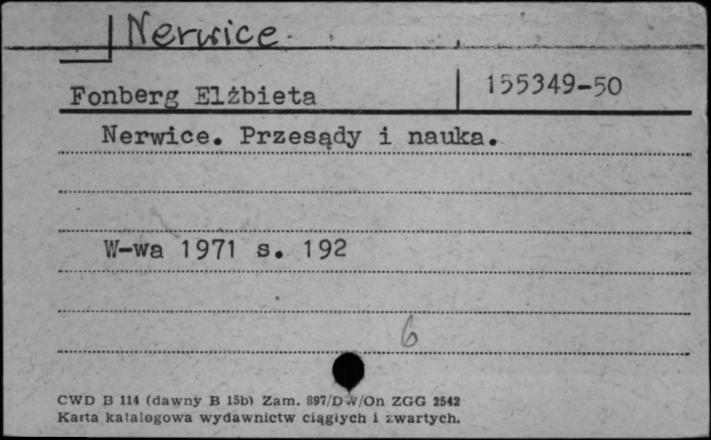 Nerwice
Fonberg Elżbieta 155349-50
Nerwice. Przesądy i nauka.
W-wa 1971 s. 192
6
CWD B 114 (dawny B 15b) Zam. 897/DW/On ZGG 2542
Karta katalogowa wydawnictw ciągłych i zwartych.